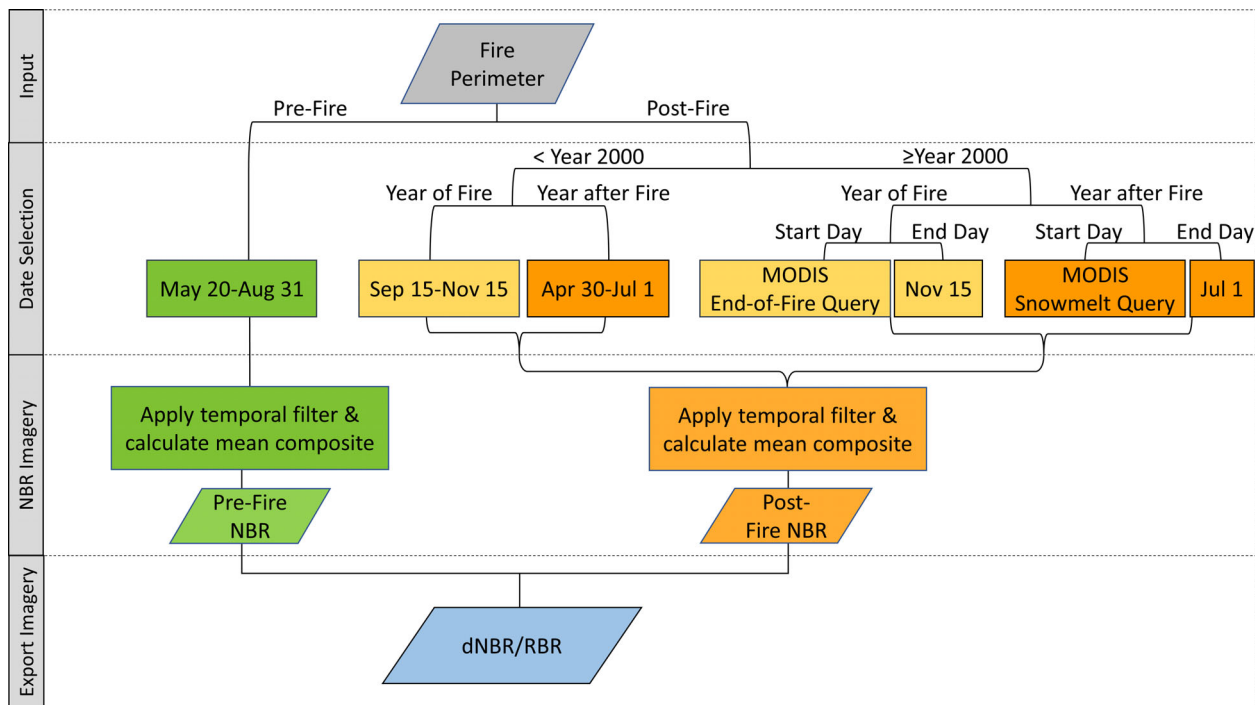 Input
Fire
Perimeter
Pre-Fire
Post-Fire
Date Selection
< Year 2000
≥Year 2000
Year of Fire
Year after Fire
Year of Fire
Year after Fire
Start Day
End Day
Start Day
End Day
May 20-Aug 31
Sep 15-Nov 15
Apr 30-Jul 1
MODIS
End-of-Fire Query
Nov 15
MODIS
Snowmelt Query
Jul 1
NBR Imagery
Apply temporal filter &
calculate mean composite
Apply temporal filter &
calculate mean composite
Pre-Fire
NBR
Post-
Fire NBR
Export Imagery
dNBR/RBR